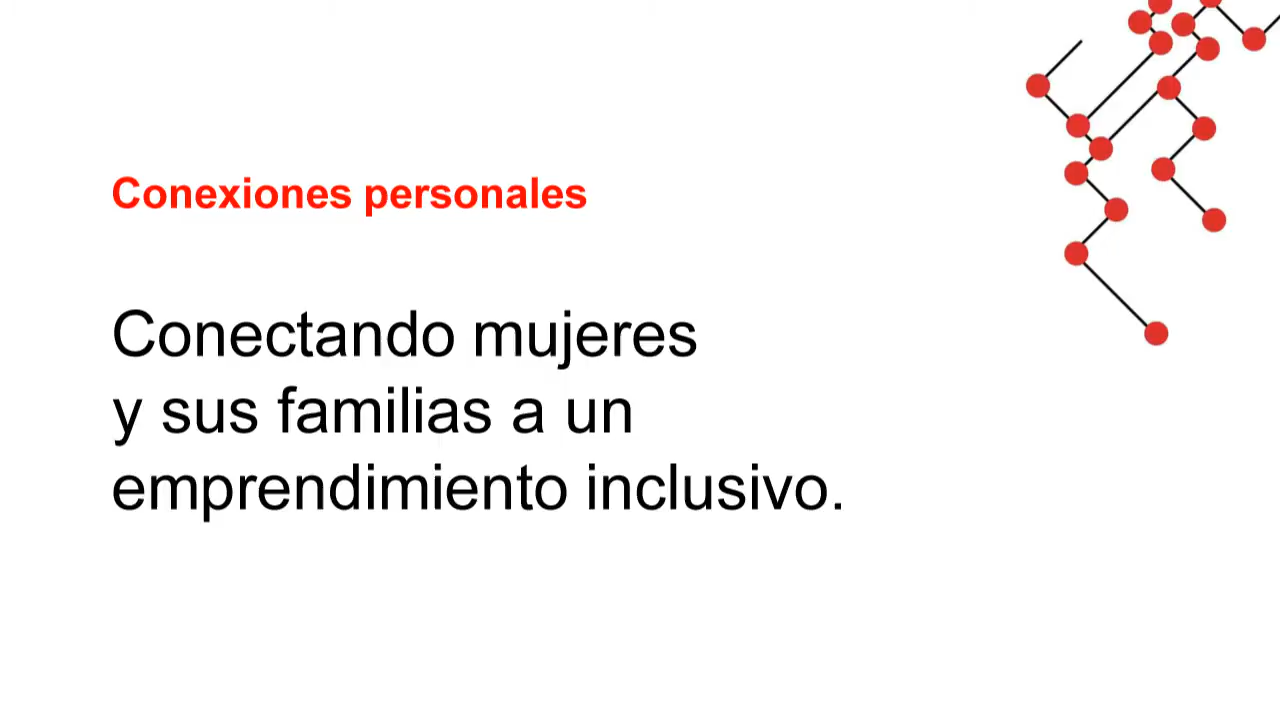 Conexiones personales
Conectando mujeres
y sus familias a un
emprendimiento inclusivo.